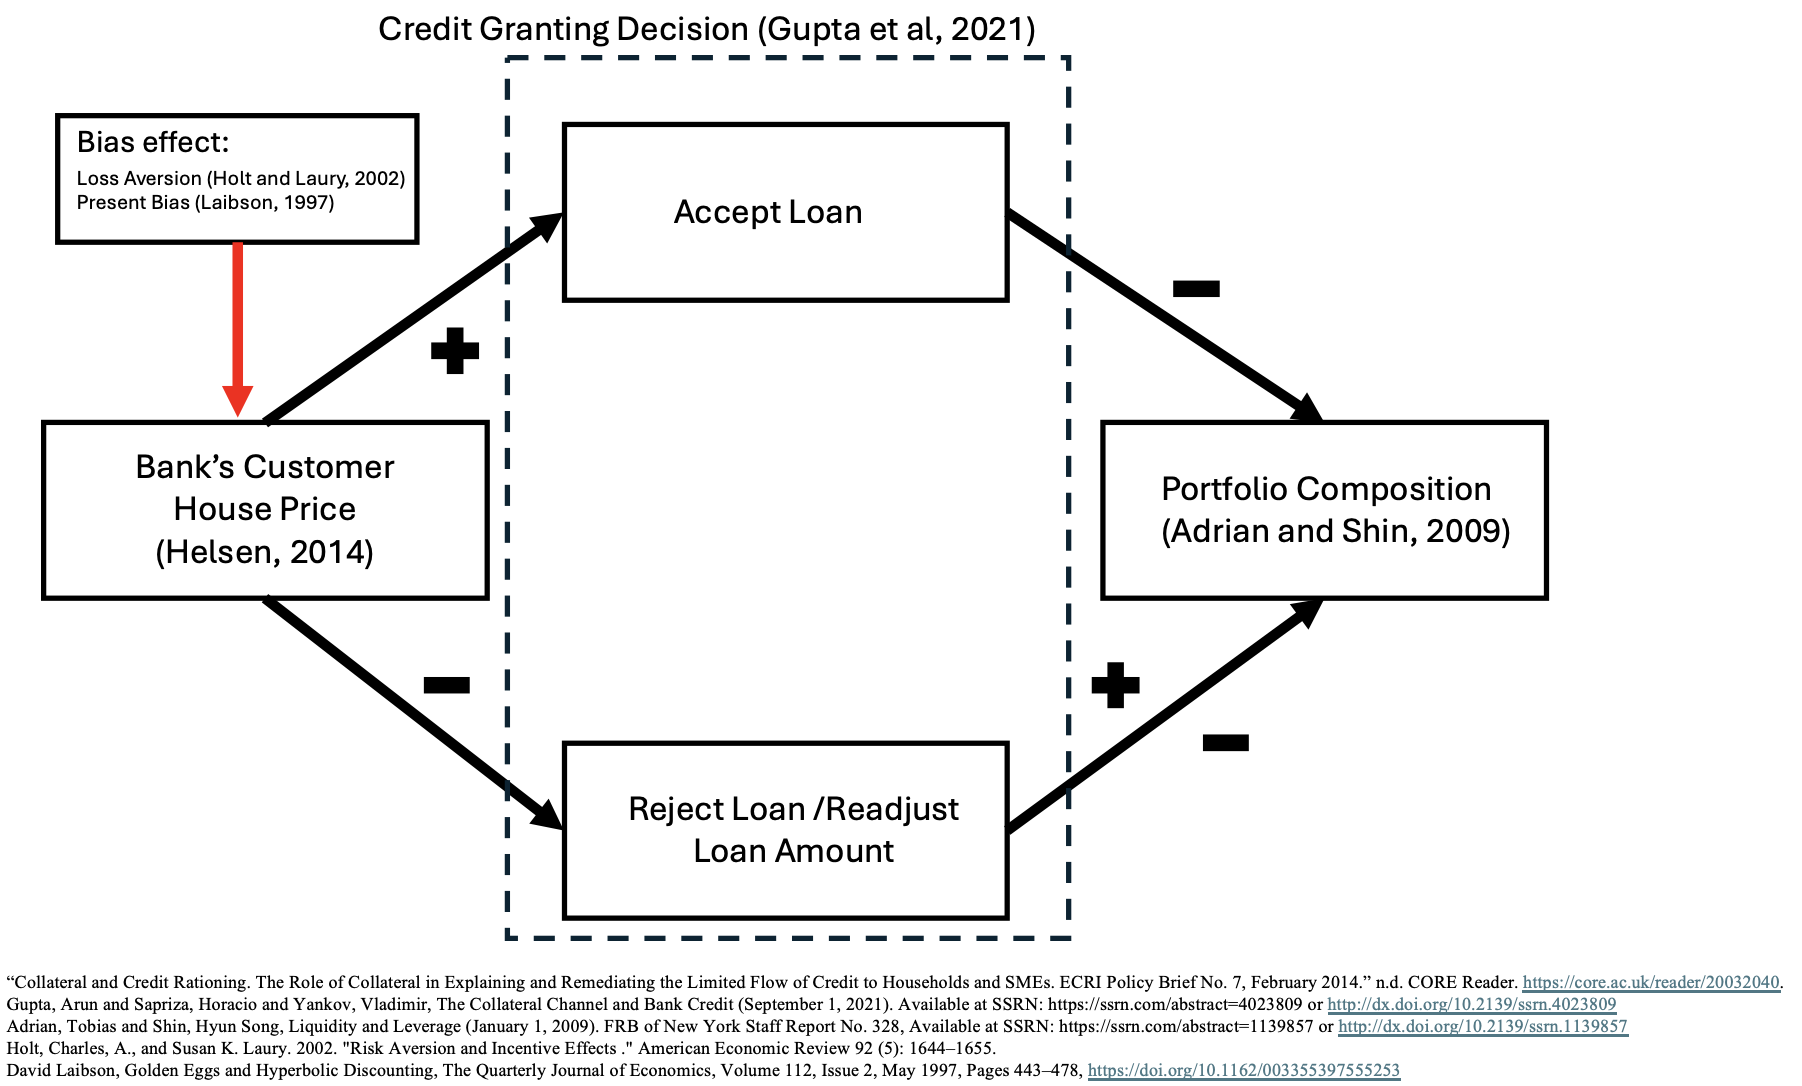 Credit Granting Decision (Gupta et al, 2021)
Bias effect:
Loss Aversion (Holt and Laury, 2002)
Present Bias (Laibson, 1997)
Accept Loan
Bank’s Customer
House Price
(Helsen, 2014)
Portfolio Composition
(Adrian and Shin, 2009)
Reject Loan /Readjust
Loan Amount
“Collateral and Credit Rationing. The Role of Collateral in Explaining and Remediating the Limited Flow of Credit to Households and SMEs. ECRI Policy Brief No. 7, February 2014.” n.d. CORE Reader. https://core.ac.uk/reader/20032040.
Gupta, Arun and Sapriza, Horacio and Yankov, Vladimir, The Collateral Channel and Bank Credit (September 1, 2021). Available at SSRN: https://ssrn.com/abstract=4023809 or http://dx.doi.org/10.2139/ssrn.4023809
Adrian, Tobias and Shin, Hyun Song, Liquidity and Leverage (January 1, 2009). FRB of New York Staff Report No. 328, Available at SSRN: https://ssrn.com/abstract=1139857 or http://dx.doi.org/10.2139/ssrn.1139857
Holt, Charles, A., and Susan K. Laury. 2002. "Risk Aversion and Incentive Effects ." American Economic Review 92 (5): 1644–1655.
David Laibson, Golden Eggs and Hyperbolic Discounting, The Quarterly Journal of Economics, Volume 112, Issue 2, May 1997, Pages 443–478, https://doi.org/10.1162/003355397555253